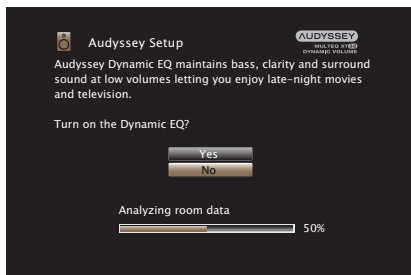 Audyssey Setup
AUDYSSEY
MULTEQ XT32
DYNAMIC VOLUME
Audyssey Dynamic EQ maintains bass, clarity and surround
sound at low volumes letting you enjoy late-night movies
and television.
Turn on the Dynamic EQ?
Yes
No
Analyzing room data
50%